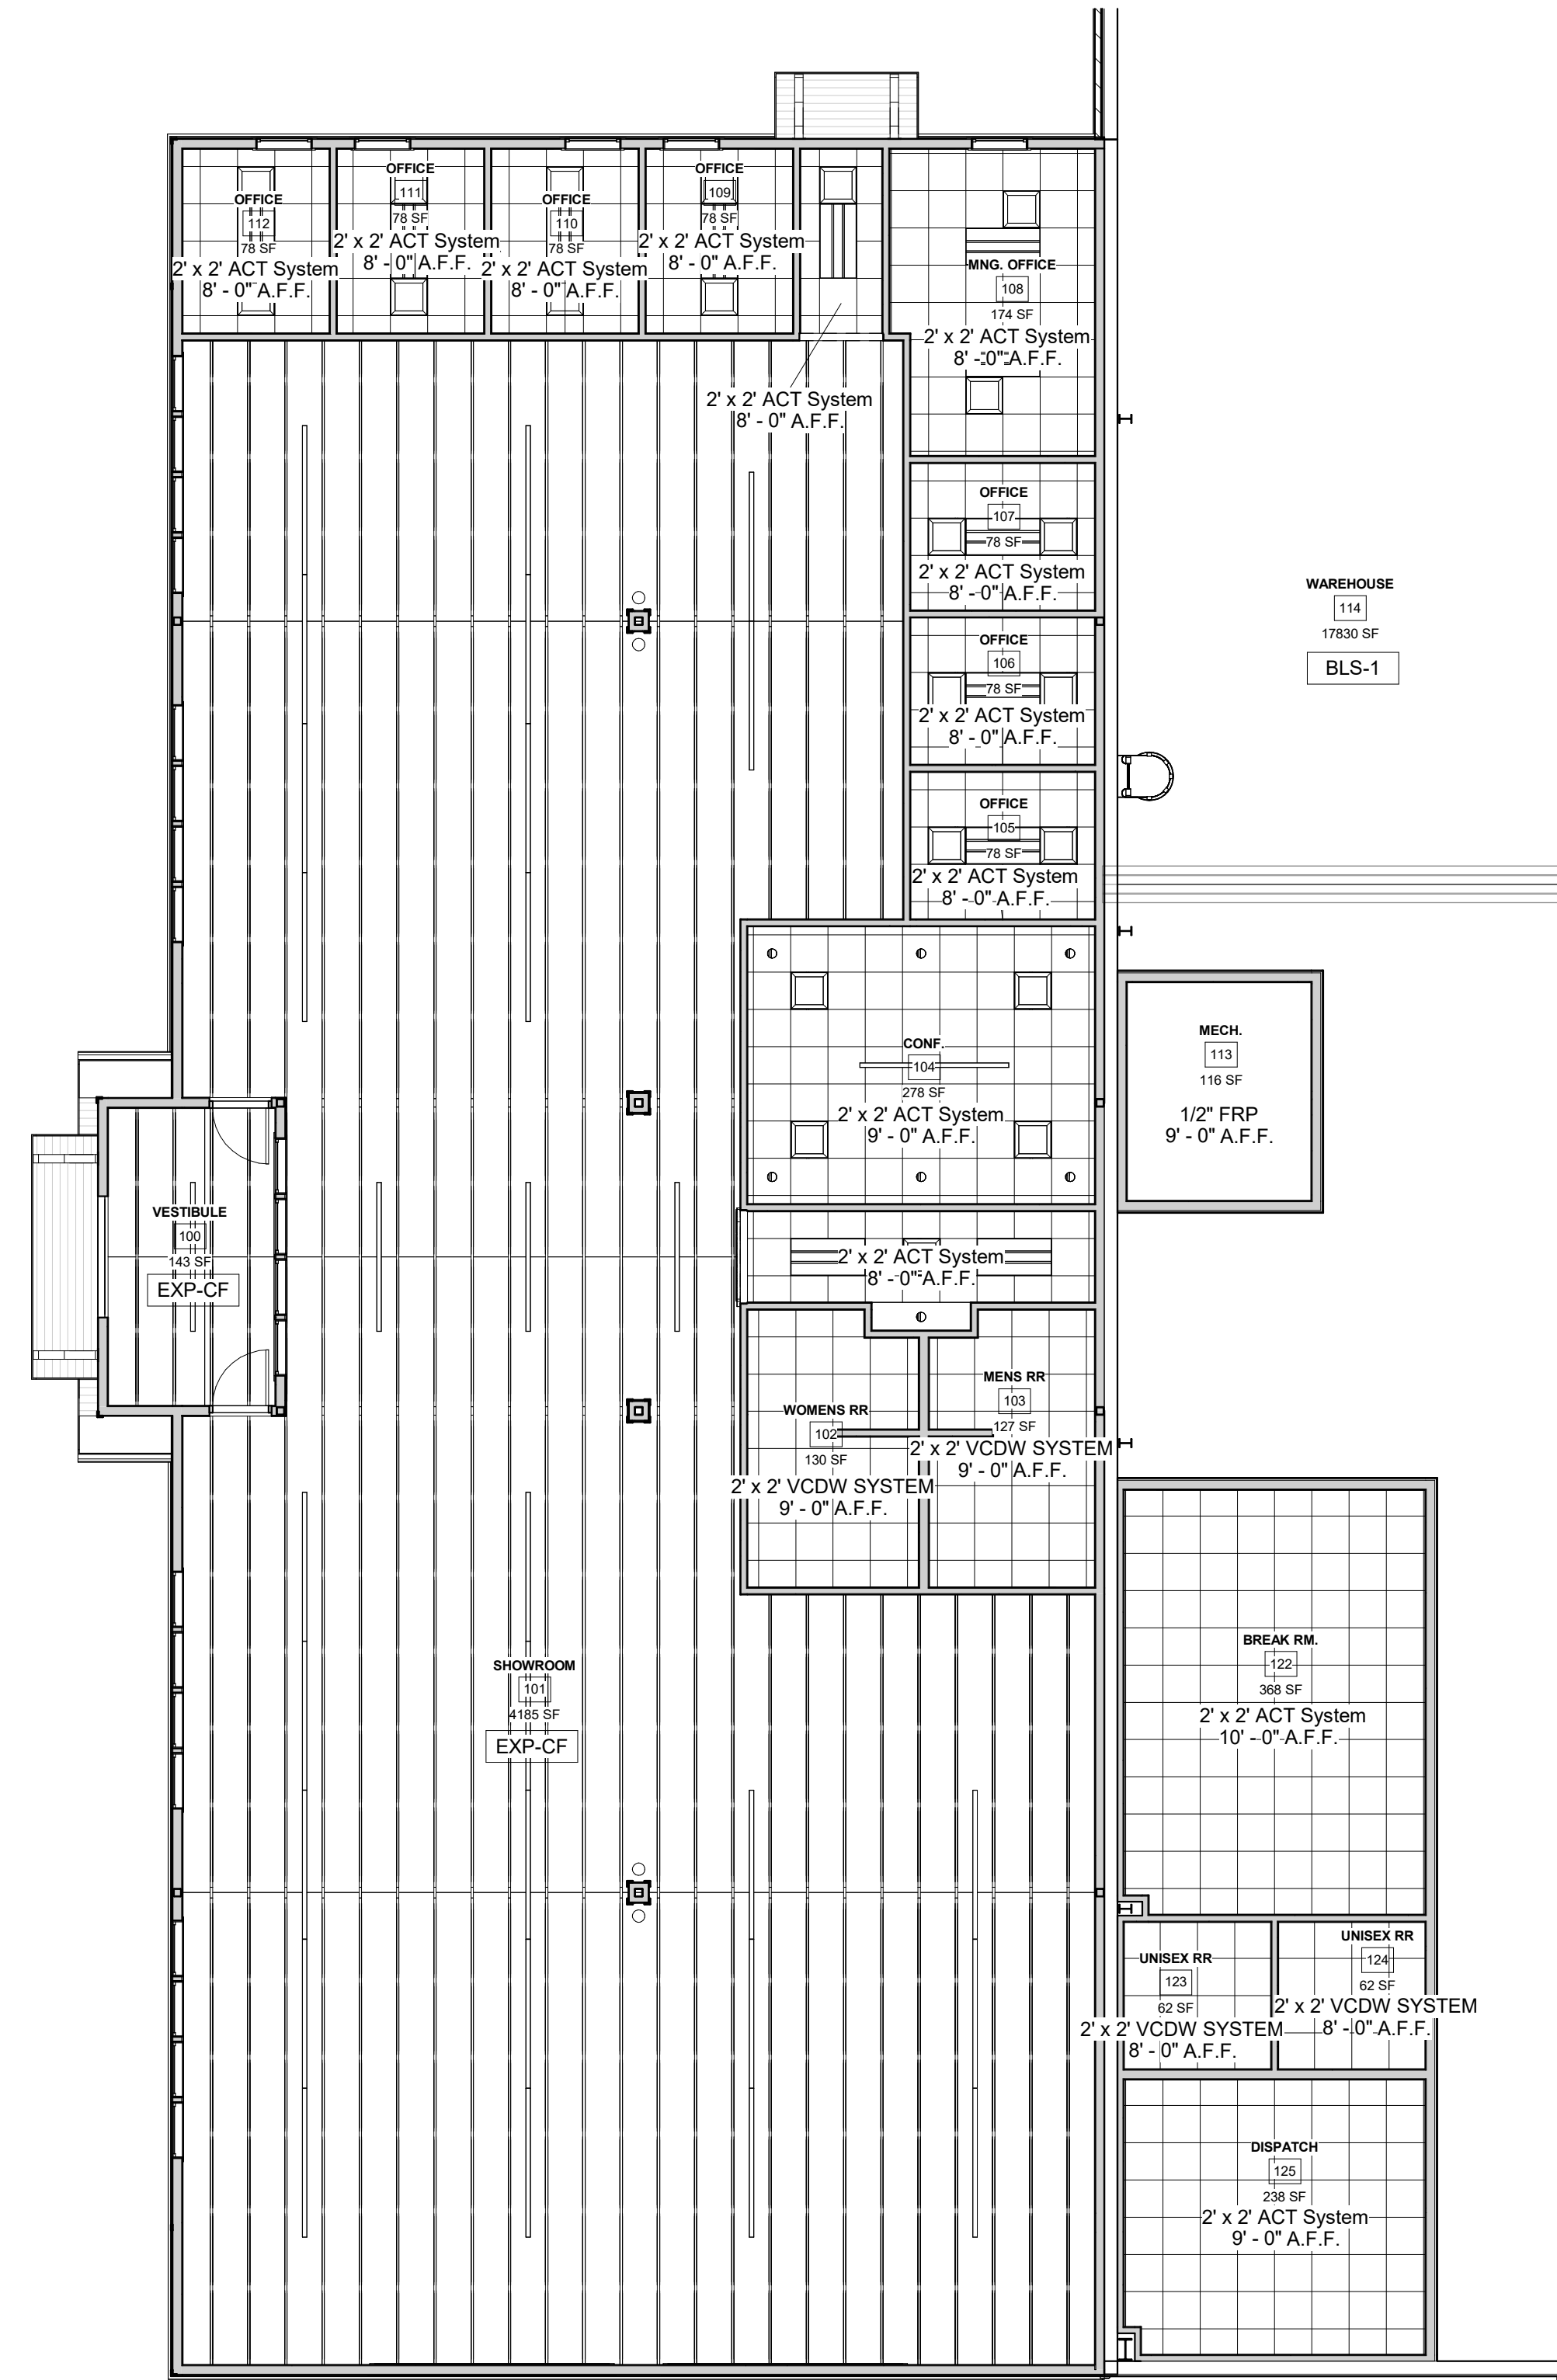 OFFICE
112
78 SF
2' x 2' ACT System
8' - 0" A.F.F.
OFFICE
111
78 SF
2' x 2' ACT System
8' - 0" A.F.F.
OFFICE
110
78 SF
2' x 2' ACT System
8' - 0" A.F.F.
OFFICE
109
78 SF
2' x 2' ACT System
8' - 0" A.F.F.
MNG. OFFICE
108
174 SF
2' x 2' ACT System
8' - 0" A.F.F.
2' x 2' ACT System
8' - 0" A.F.F.
OFFICE
107
78 SF
2' x 2' ACT System
8' - 0" A.F.F.
WAREHOUSE
114
17830 SF
BLS-1
OFFICE
106
78 SF
2' x 2' ACT System
8' - 0" A.F.F.
OFFICE
105
78 SF
2' x 2' ACT System
8' - 0" A.F.F.
CONF.
104
278 SF
2' x 2' ACT System
9' - 0" A.F.F.
MECH.
113
116 SF
1/2" FRP
9' - 0" A.F.F.
VESTIBULE
100
143 SF
EXP-CF
2' x 2' ACT System
8' - 0" A.F.F.
WOMENS RR
102
130 SF
2' x 2' VCDW SYSTEM
9' - 0" A.F.F.
MENS RR
103
127 SF
2' x 2' VCDW SYSTEM
9' - 0" A.F.F.
SHOWROOM
101
4185 SF
EXP-CF
BREAK RM.
122
368 SF
2' x 2' ACT System
10' - 0" A.F.F.
UNISEX RR
123
62 SF
2' x 2' VCDW SYSTEM
8' - 0" A.F.F.
UNISEX RR
124
62 SF
2' x 2' VCDW SYSTEM
8' - 0" A.F.F.
DISPATCH
125
238 SF
2' x 2' ACT System
9' - 0" A.F.F.